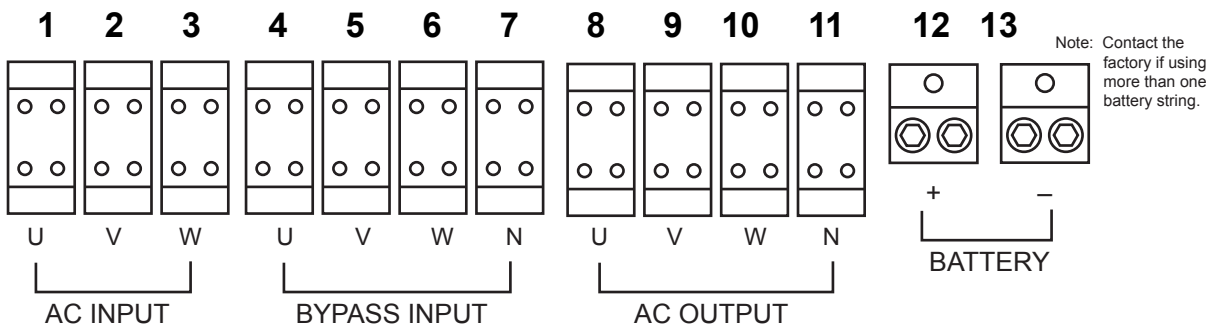 1 2 3 4 5 6 7 8 9 10 11 12 13
Note: Contact the
factory if using
more than one
battery string.
+ –
U V W U V W N U V W N
BATTERY
AC INPUT BYPASS INPUT AC OUTPUT